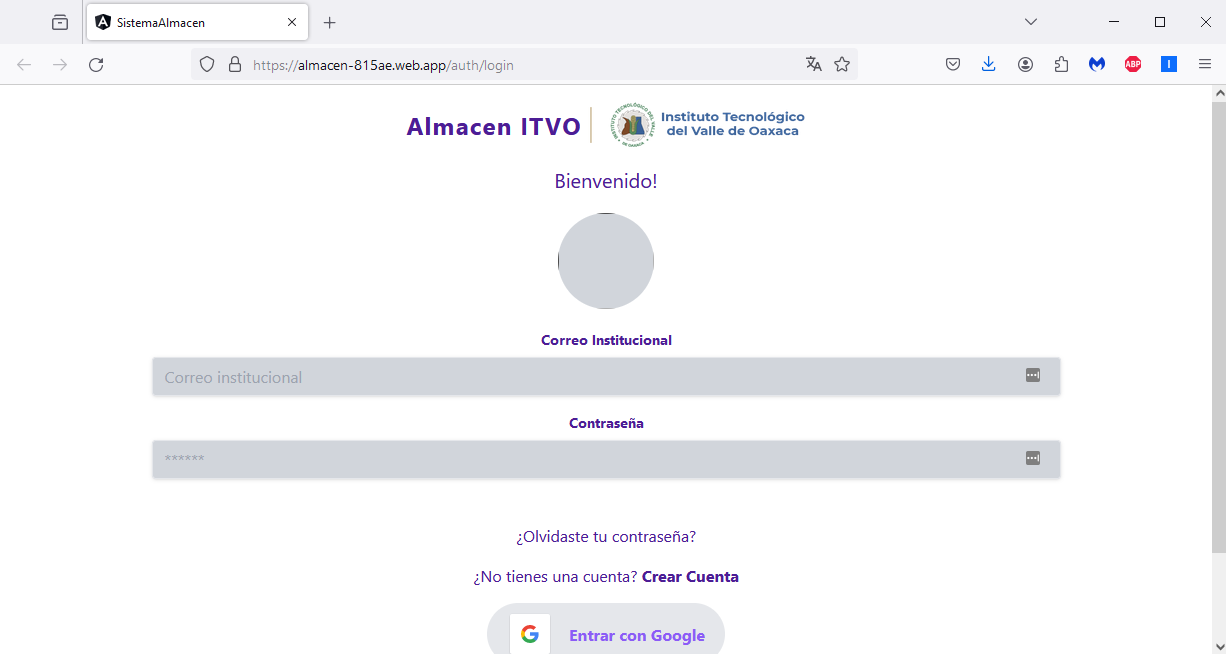 SistemaAlmacen
https://almacen-815ae.web.app/auth/login
ABP
Almacen ITVO
INSTITUTO TECNOLÓGICO DEL VALLE DE OAXACA
Instituto Tecnológico
del Valle de Oaxaca
Bienvenido!
Correo Institucional
Correo institucional
Contraseña
******
¿Olvidaste tu contraseña?
¿No tienes una cuenta? Crear Cuenta
Entrar con Google